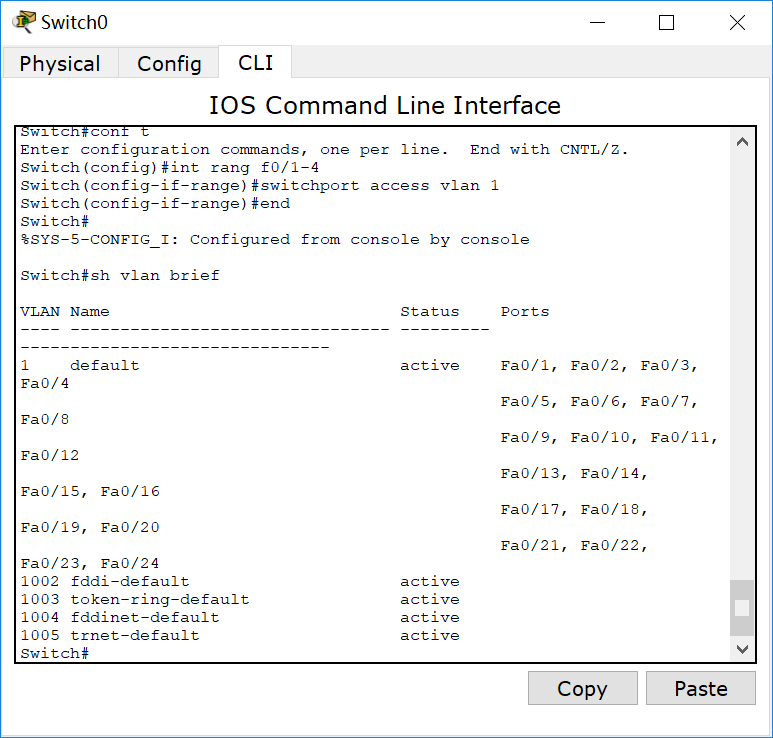 Switch0
Physical Config CLI
IOS Command Line Interface
Switch#conf t
Enter configuration commands, one per line.  End with CNTL/Z.
Switch(config)#int rang f0/1-4
Switch(config-if-range)#switchport access vlan 1
Switch(config-if-range)#end
Switch#
%SYS-5-CONFIG_I: Configured from console by console
Switch#sh vlan brief
VLAN Name                             Status    Ports
---- -------------------------------- ---------
-------------------------------
1    default                          active    Fa0/1, Fa0/2, Fa0/3,
Fa0/4
                                                Fa0/5, Fa0/6, Fa0/7,
Fa0/8
                                                Fa0/9, Fa0/10, Fa0/11,
Fa0/12
                                                Fa0/13, Fa0/14,
Fa0/15, Fa0/16
                                                Fa0/17, Fa0/18,
Fa0/19, Fa0/20
                                                Fa0/21, Fa0/22,
Fa0/23, Fa0/24
1002 fddi-default                     active
1003 token-ring-default               active
1004 fddinet-default                  active
1005 trnet-default                    active
Switch#
Copy Paste